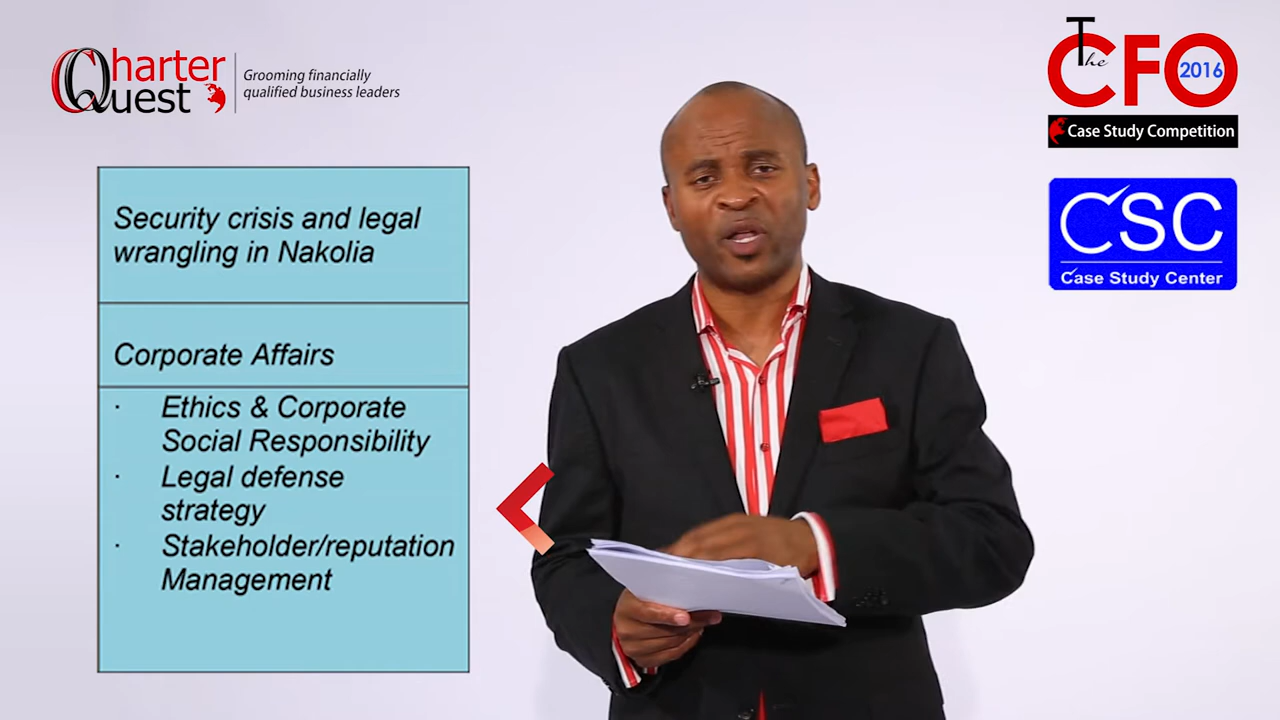 Charter
Quest
Grooming financially
qualified business leaders
The CFO 2016
Case Study Competition
CSC
Case Study Center
Security crisis and legal
wrangling in Nakolia
Corporate Affairs
· Ethics & Corporate
Social Responsibility
· Legal defense
strategy
· Stakeholder/reputation
Management